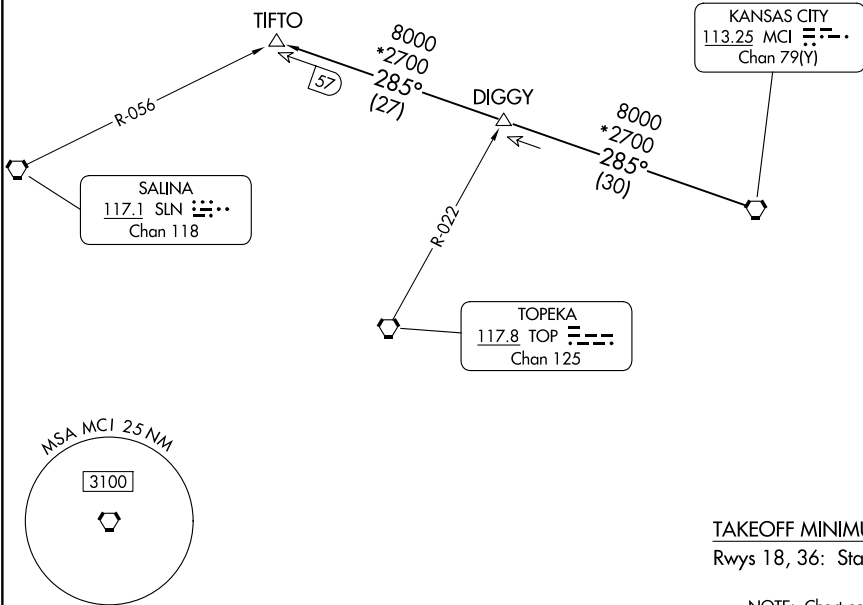 TIFTO
8000
*2700
285°
(27)
57
DIGGY
8000
*2700
285°
(30)
KANSAS CITY
113.25 MCI
Chan 79(Y)
R-056
SALINA
117.1 SLN
Chan 118
R-022
TOPEKA
117.8 TOP
Chan 125
MSA MCI 25 NM
3100
TAKEOFF MINIMU
Rwys 18, 36: Sta